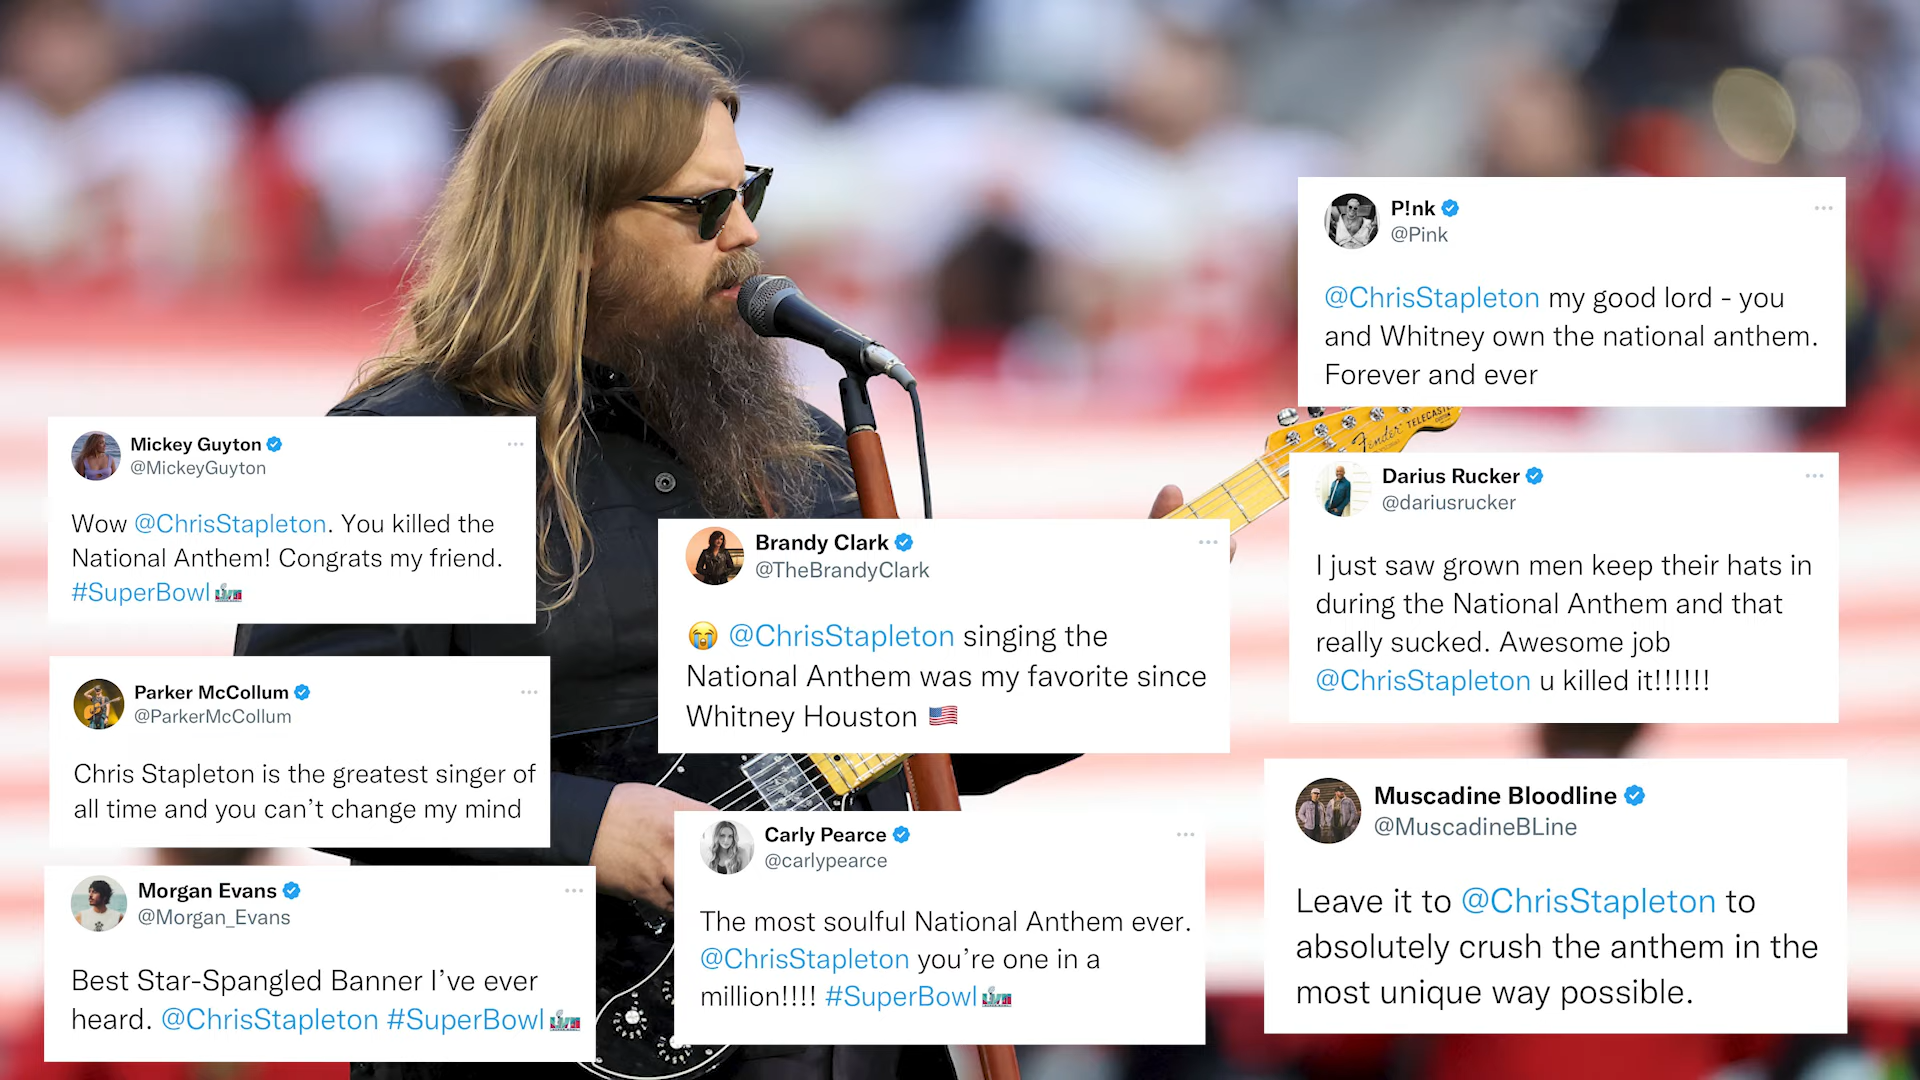 Mickey Guyton
@MickeyGuyton
Wow @ChrisStapleton. You killed the
National Anthem! Congrats my friend.
#SuperBowl
Parker McCollum
@ParkerMcCollum
Chris Stapleton is the greatest singer of
all time and you can’t change my mind
Morgan Evans
@Morgan_Evans
Best Star-Spangled Banner I’ve ever
heard. @ChrisStapleton #SuperBowl
Brandy Clark
@TheBrandyClark
😭 @ChrisStapleton singing the
National Anthem was my favorite since
Whitney Houston 🇺🇸
Carly Pearce
@carlypearce
The most soulful National Anthem ever.
@ChrisStapleton you’re one in a
million!!!! #SuperBowl
P!nk
@Pink
@ChrisStapleton my good lord - you
and Whitney own the national anthem.
Forever and ever
Fender TELECASTER
Darius Rucker
@dariusrucker
I just saw grown men keep their hats in
during the National Anthem and that
really sucked. Awesome job
@ChrisStapleton u killed it!!!!!!
Muscadine Bloodline
@MuscadineBLine
Leave it to @ChrisStapleton to
absolutely crush the anthem in the
most unique way possible.